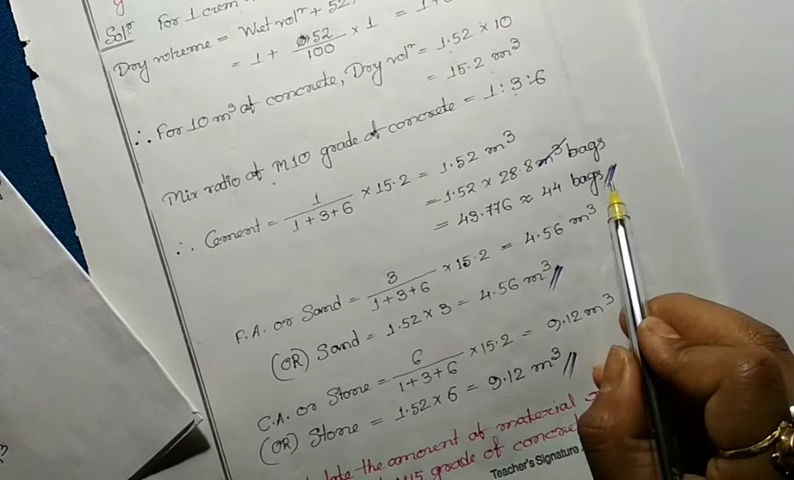 Solⁿ. For 1 cum
Dry volume = Wet volⁿ + 52
= 1 + 52/100 × 1 =
∴ For 10 m³ of concrete, Dry volⁿ = 1.52 × 10
= 15.2 m³
Mix ratio of M10 grade of concrete = 1:3:6
∴ Cement = 1/(1+3+6) × 15.2 = 1.52 m³
= 1.52 × 28.8 m³ bags
= 43.776 ≈ 44 bags
F.A. or Sand = 3/(1+3+6) × 15.2 = 4.56 m³
(OR) Sand = 1.52 × 3 = 4.56 m³
C.A. or Stone = 6/(1+3+6) × 15.2 = 9.12 m³
(OR) Stone = 1.52 × 6 = 9.12 m³
the amount of material
M15 grade of concrete
Teacher's Signature